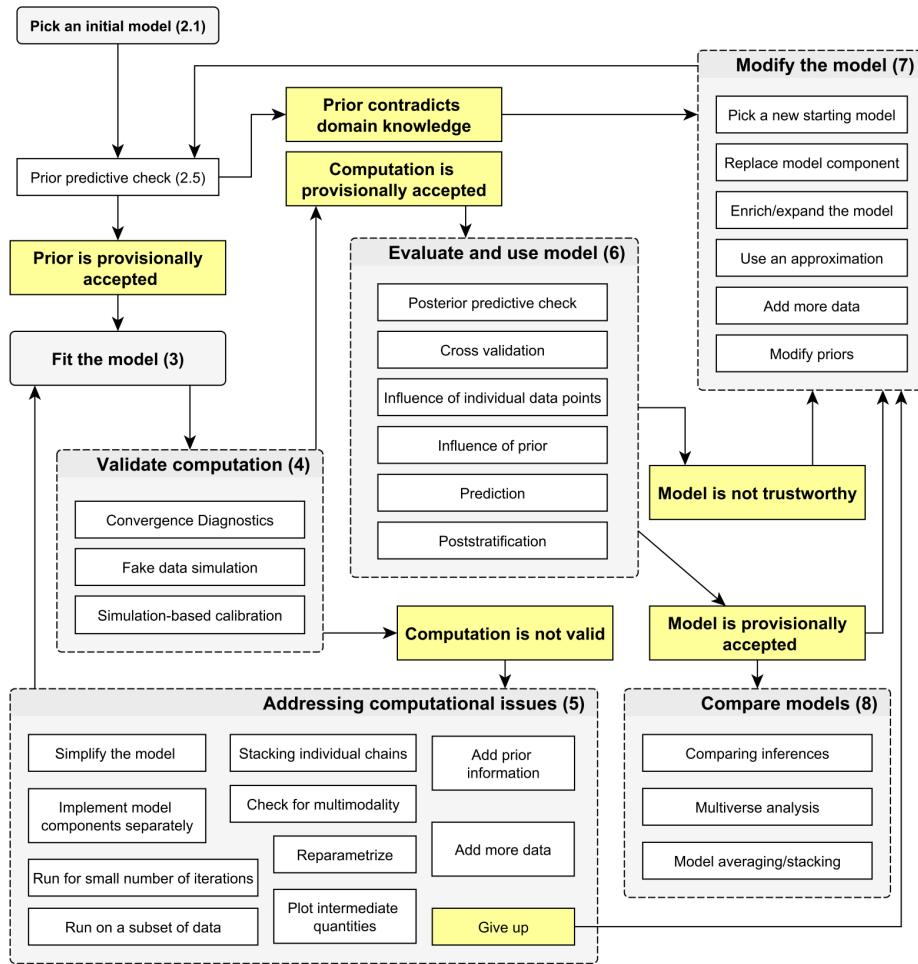 Pick an initial model (2.1)
Prior predictive check (2.5)
Prior contradicts
domain knowledge
Computation is
provisionally accepted
Prior is provisionally
accepted
Fit the model (3)
Modify the model (7)
Pick a new starting model
Replace model component
Enrich/expand the model
Use an approximation
Add more data
Modify priors
Evaluate and use model (6)
Posterior predictive check
Cross validation
Influence of individual data points
Influence of prior
Prediction
Poststratification
Validate computation (4)
Convergence Diagnostics
Fake data simulation
Simulation-based calibration
Model is not trustworthy
Computation is not valid
Model is provisionally
accepted
Addressing computational issues (5)
Simplify the model
Implement model
components separately
Run for small number of iterations
Run on a subset of data
Stacking individual chains
Check for multimodality
Reparametrize
Plot intermediate
quantities
Add prior
information
Add more data
Give up
Compare models (8)
Comparing inferences
Multiverse analysis
Model averaging/stacking